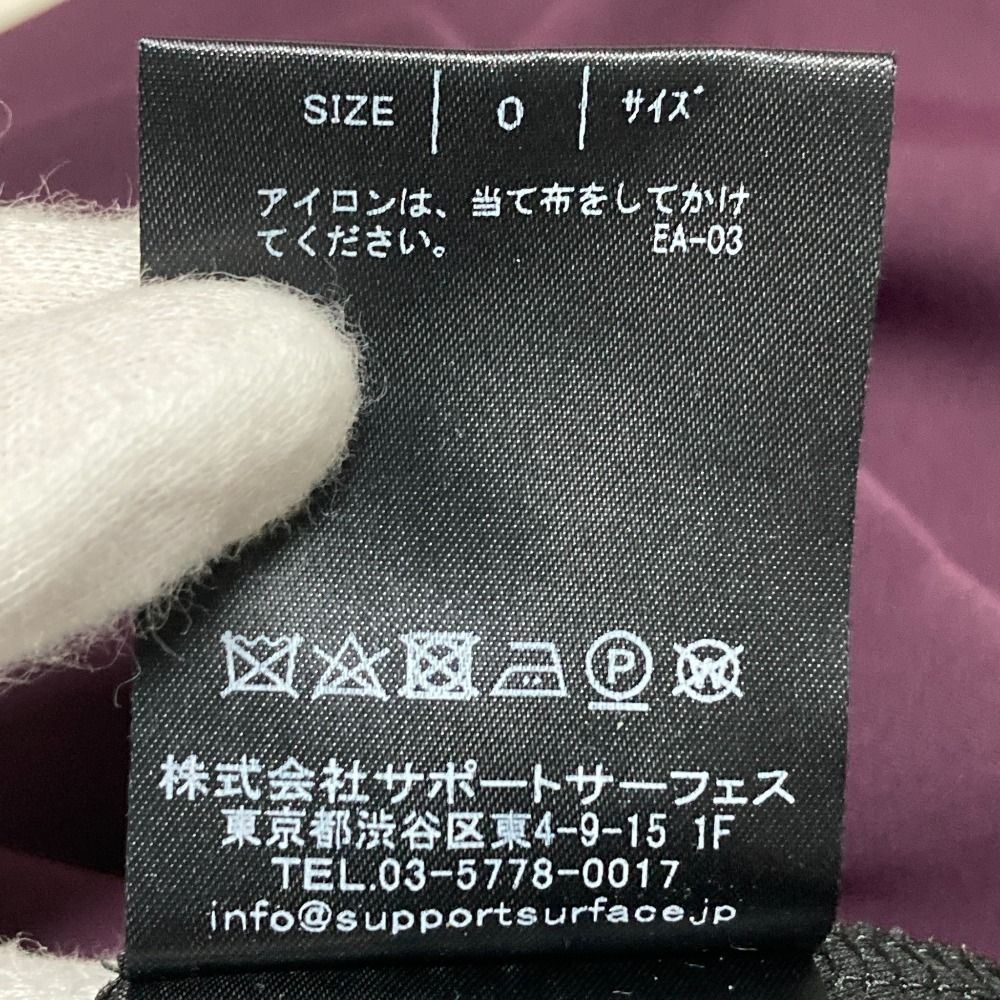 SIZE | 0 | サイズ
アイロンは、当て布をしてかけ
てください。 EA-03
P W
株式会社サポートサーフェス
東京都渋谷区東4-9-15 1F
TEL.03-5778-0017
info@supportsurface.jp